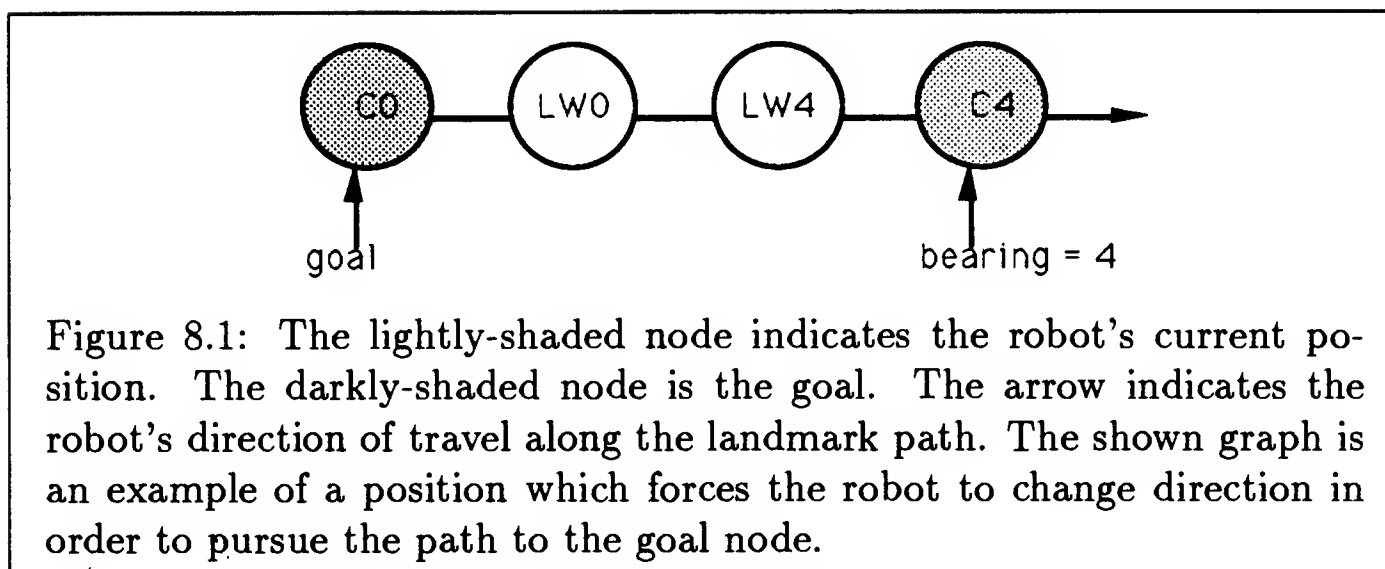 C0 LW0 LW4 C4
goal bearing = 4
Figure 8.1: The lightly-shaded node indicates the robot's current po-
sition. The darkly-shaded node is the goal. The arrow indicates the
robot's direction of travel along the landmark path. The shown graph is
an example of a position which forces the robot to change direction in
order to pursue the path to the goal node.